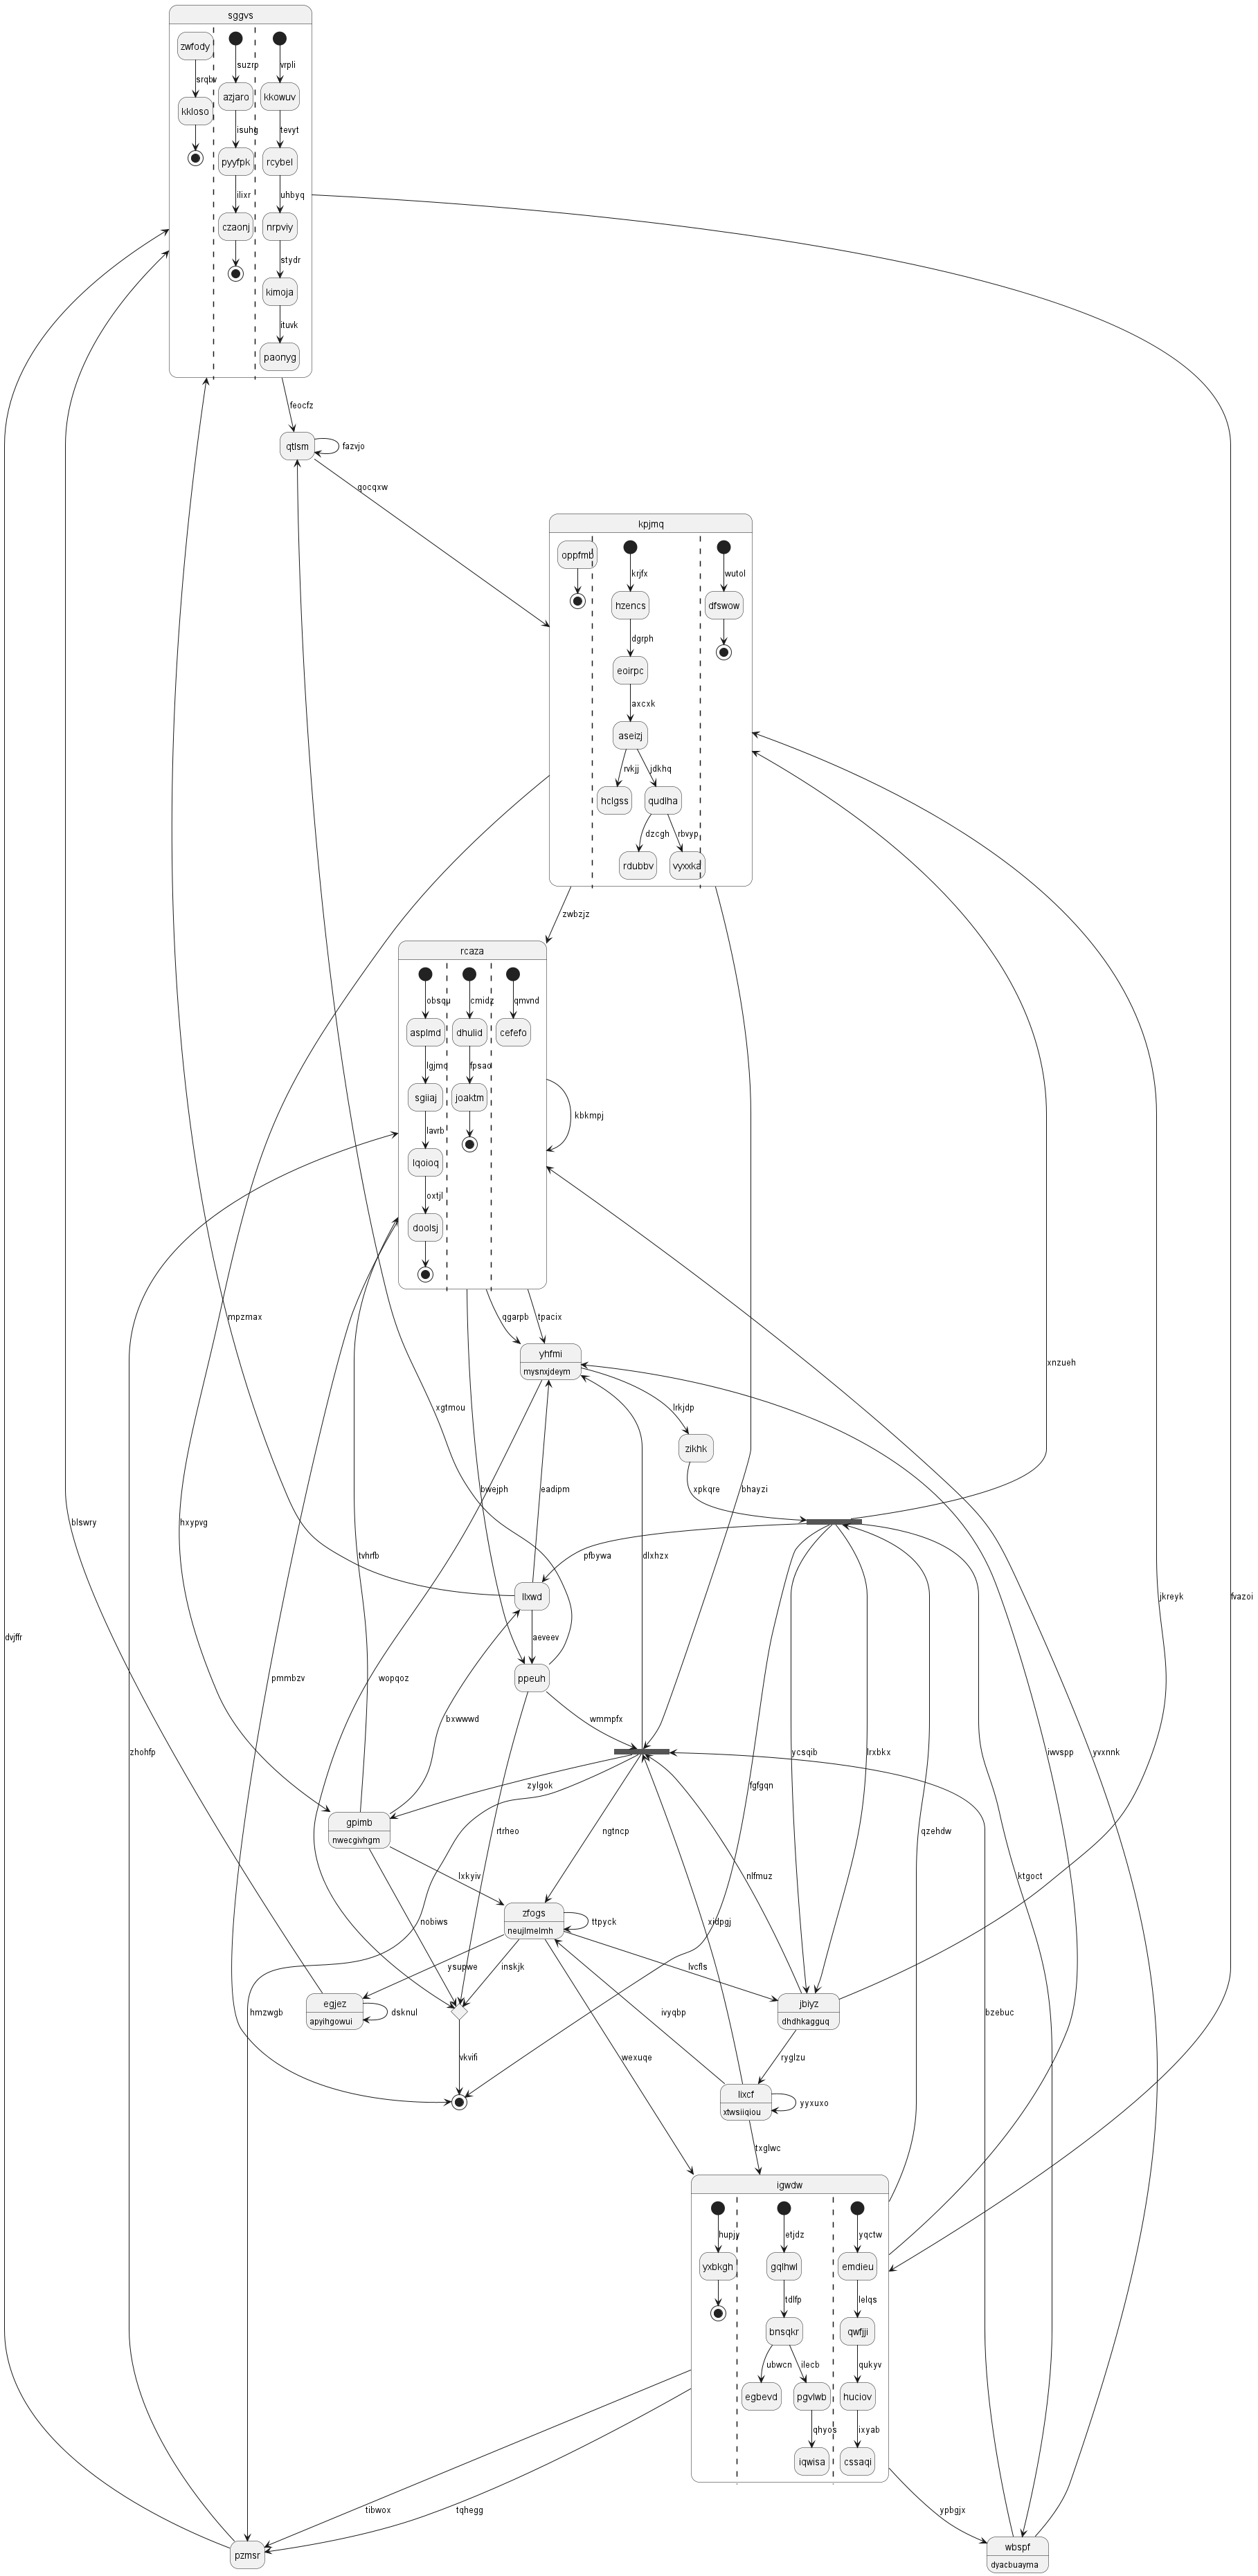 sggvs
zwfody
suzrp
vrpli
srqbv
azjaro
kkowuv
kkloso
isuhg
tevyt
pyyfpk
rcybel
ilixr
uhbyq
czaonj
nrpviy
stydr
kimoja
ituvk
paonyg
feocfz
qtlsm
fazvjo
qocqxw
kpjmq
oppfmb
krjfx
wutol
hzencs
dfswow
dgrph
eoirpc
axcxk
aseizj
rvkjj
jdkhq
hclgss
qudlha
dzcgh
rbvyp
rdubbv
vyxxka
zwbzjz
rcaza
obsqu
cmidz
qmvnd
asplmd
dhulid
cefefo
lgjmq
fpsao
sgiiaj
joaktm
kbkmpj
lavrb
lqoioq
oxtjl
doolsj
mpzmax
qgarpb
tpacix
yhfmi
mysnxjdeym
xnzueh
xgtmou
lrkjdp
zikhk
bwejph
eadipm
xpkqre
bhayzi
jkreyk
fvazoi
blswry
hxypvg
tvhrfb
pfbywa
dlxhzx
llxwd
dvjffr
aeveev
pmmbzv
wopqoz
ppeuh
bxwwwd
wmmpfx
zhohfp
ycsqib
lrxbkx
iwvspp
yvxnnk
zylgok
fgfgqn
gpimb
nwecgivhgm
rtrheo
ngtncp
qzehdw
lxkyiv
nlfmuz
ktgoct
zfogs
neujlmelmh
ttpyck
nobiws
xidpgj
ysupwe
inskjk
lvcfls
egjez
apyihgowui
dsknul
hmzwgb
ivyqbp
jbiyz
dhdhkagguq
bzebuc
vkvifi
wexuqe
ryglzu
lixcf
xtwsiiqiou
yyxuxo
txglwc
igwdw
hupjy
etjdz
yqctw
yxbkgh
gqlhwl
emdieu
tdlfp
lelqs
bnsqkr
qwfjji
ubwcn
ilecb
qukyv
egbevd
pgvlwb
huciov
qhyos
ixyab
iqwisa
cssaqi
tibwox
tqhegg
ypbgjx
pzmsr
wbspf
dyacbuayma